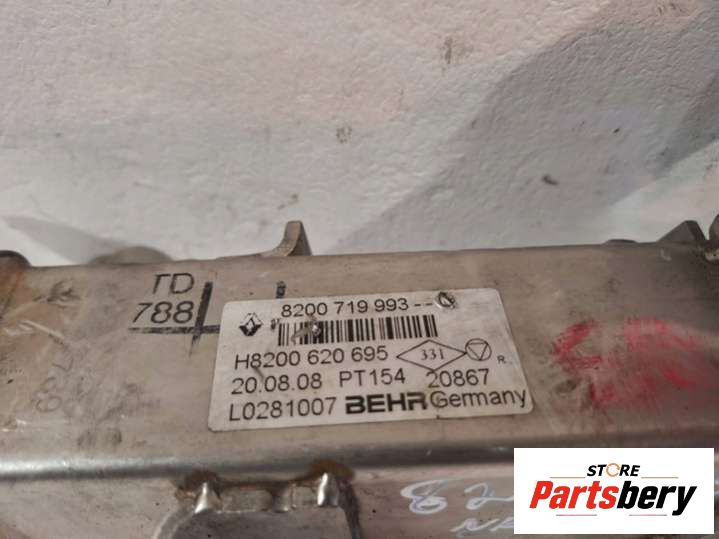 TD
788
8200 719 993--
H8200 620 695 331 R.
20.08.08 PT154 20867
L0281007 BEHR Germany
STORE
Partsbery